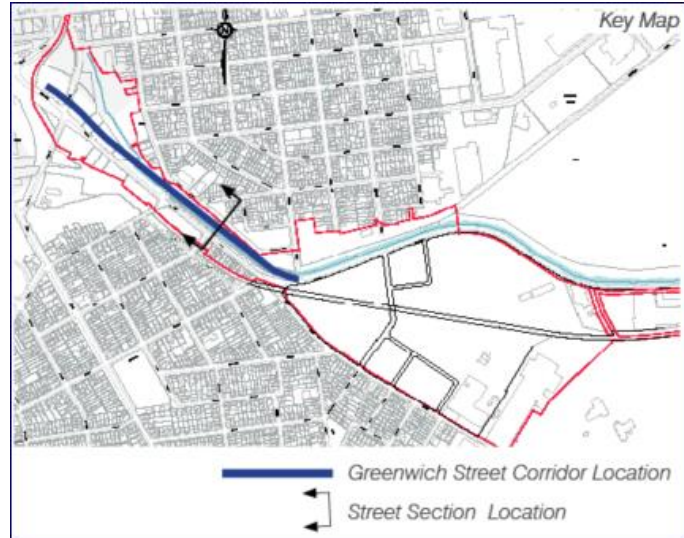 Key Map
N
Greenwich Street Corridor Location
Street Section Location